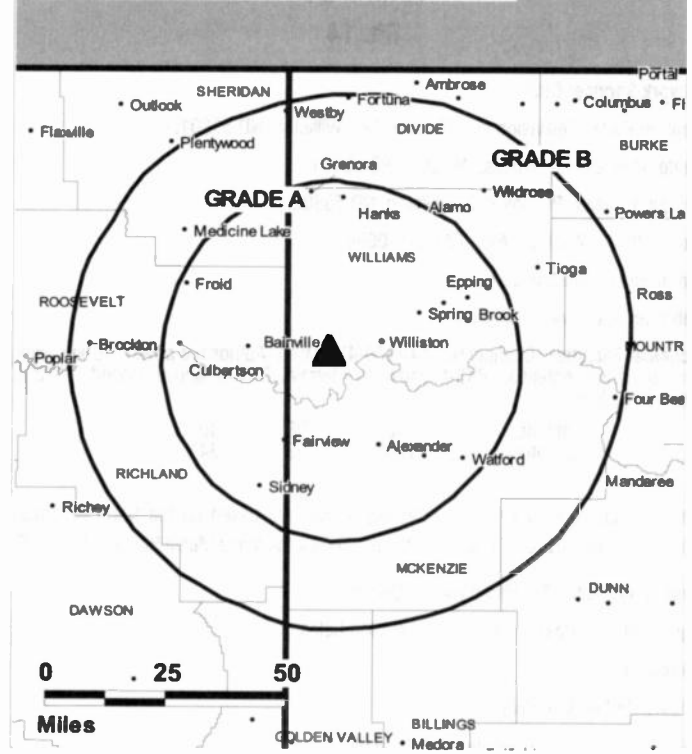 Portal
SHERIDAN
Ambrose
Outlook
Fortuna
Columbus
Westby
Flaxville
DIVIDE
BURKE
Plentywood
GRADE B
Grenora
GRADE A
Wildrose
Hanks
Alamo
Powers La
Medicine Lake
WILLIAMS
Tioga
Froid
Epping
ROOSEVELT
Ross
Spring Brook
Brockton
Bainville
Williston
MOUNTR
Poplar
Culbertson
Four Bea
Fairview
Alexander
Watford
RICHLAND
Sidney
Mandaree
Richey
MCKENZIE
DUNN
DAWSON
0 25 50
Miles
BILLINGS
GOLDEN VALLEY
Medora